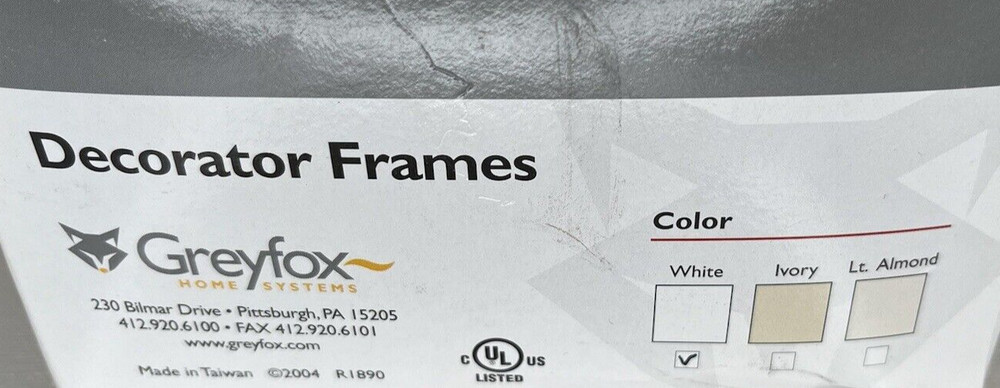 Decorator Frames
Greyfox
HOME SYSTEMS
230 Bilmar Drive • Pittsburgh, PA 15205
412.920.6100 • FAX 412.920.6101
www.greyfox.com
Made in Taiwan ©2004 R1890
C UL US
LISTED
Color
White Ivory Lt. Almond